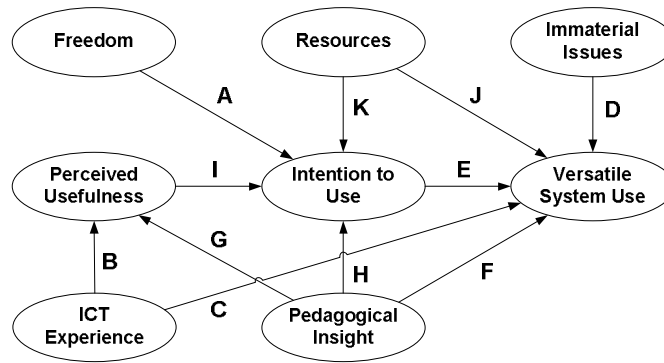 Freedom
Resources
Immaterial
Issues
A
K
J
D
Perceived
Usefulness
I
Intention to
Use
E
Versatile
System Use
B
G
C
H
F
ICT
Experience
Pedagogical
Insight